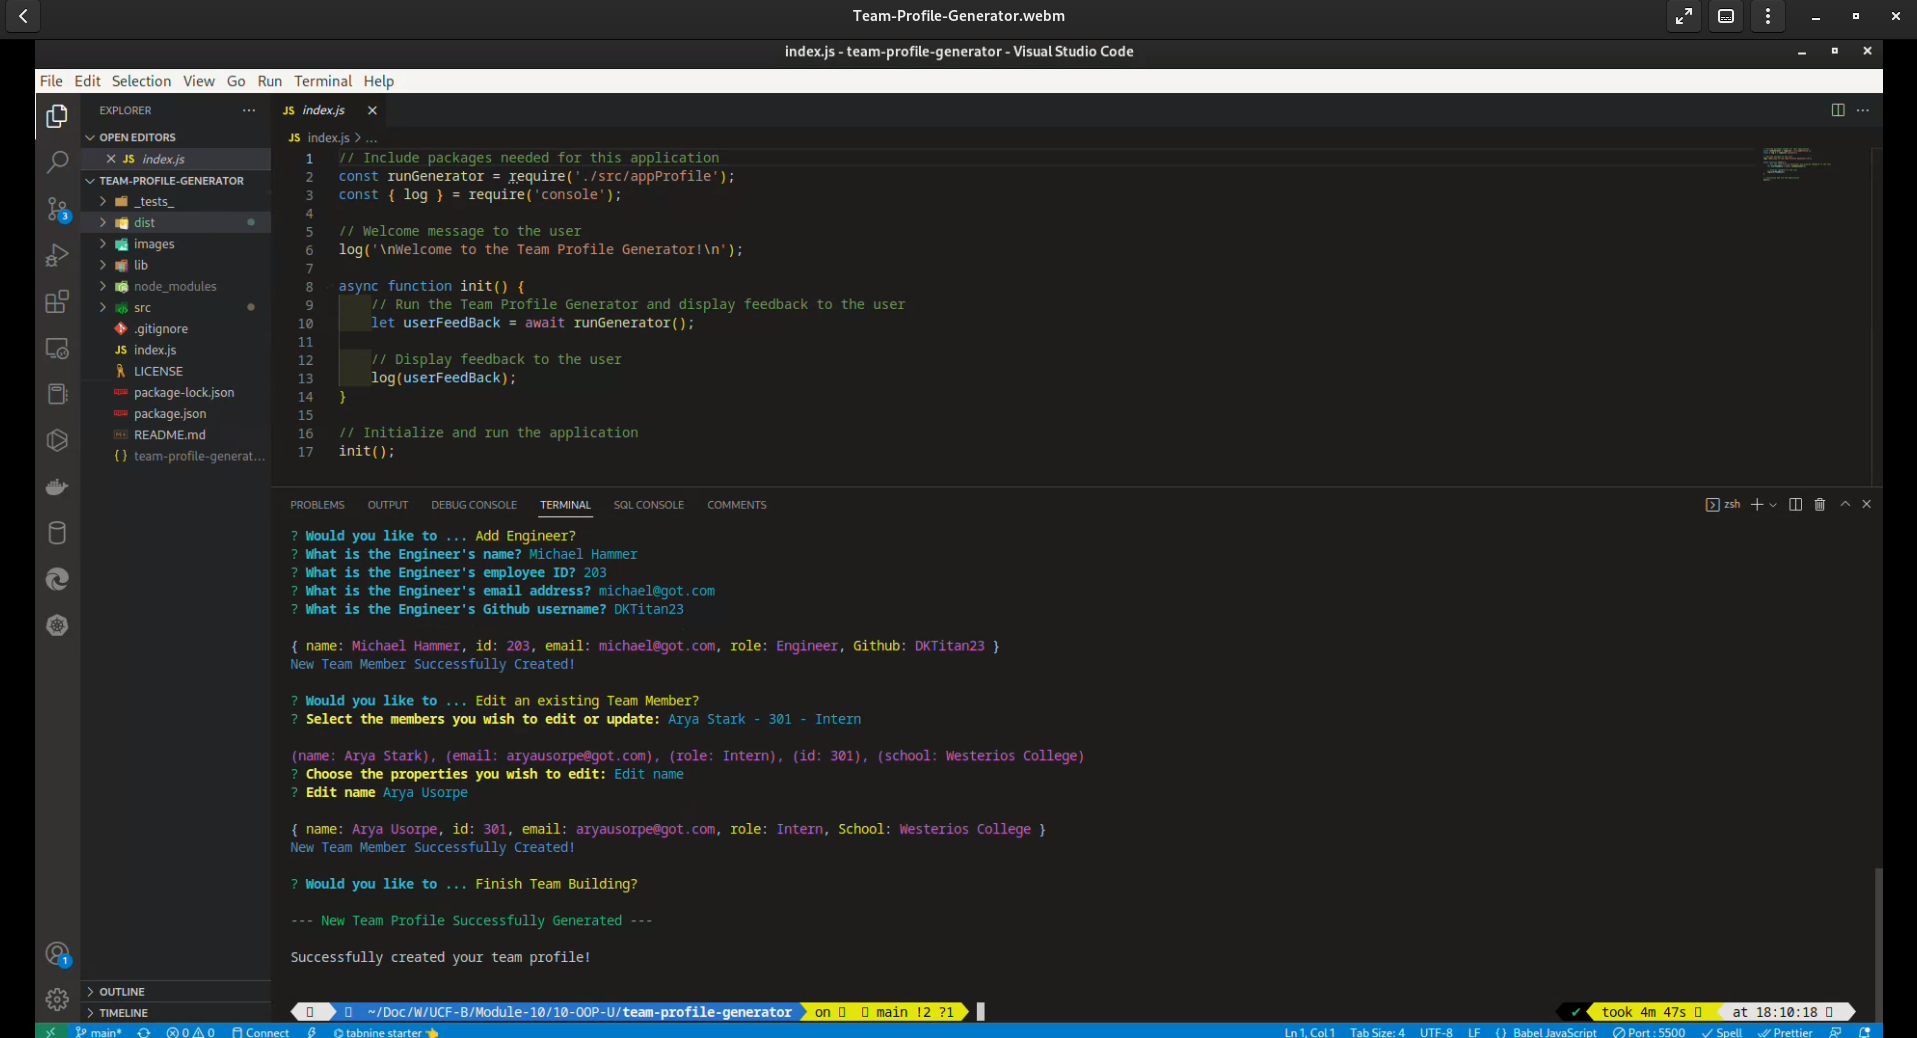 Team-Profile-Generator.webm
index.js - team-profile-generator - Visual Studio Code
File Edit Selection View Go Run Terminal Help
EXPLORER
OPEN EDITORS
JS index.js
TEAM-PROFILE-GENERATOR
_tests_
dist
images
lib
node_modules
src
.gitignore
JS index.js
LICENSE
package-lock.json
package.json
README.md
{} team-profile-generat...
OUTLINE
TIMELINE
3
1
JS index.js
JS index.js > ...
1 // Include packages needed for this application
2 const runGenerator = require('./src/appProfile');
3 const { log } = require('console');
4
5 // Welcome message to the user
6 log('\nWelcome to the Team Profile Generator!\n');
7
8 async function init() {
9 // Run the Team Profile Generator and display feedback to the user
10 let userFeedBack = await runGenerator();
11
12 // Display feedback to the user
13 log(userFeedBack);
14 }
15
16 // Initialize and run the application
17 init();
PROBLEMS OUTPUT DEBUG CONSOLE TERMINAL SQL CONSOLE COMMENTS
zsh
? Would you like to ... Add Engineer?
? What is the Engineer's name? Michael Hammer
? What is the Engineer's employee ID? 203
? What is the Engineer's email address? michael@got.com
? What is the Engineer's Github username? DKTitan23
{ name: Michael Hammer, id: 203, email: michael@got.com, role: Engineer, Github: DKTitan23 }
New Team Member Successfully Created!
? Would you like to ... Edit an existing Team Member?
? Select the members you wish to edit or update: Arya Stark - 301 - Intern
(name: Arya Stark), (email: aryausorpe@got.com), (role: Intern), (id: 301), (school: Westerios College)
? Choose the properties you wish to edit: Edit name
? Edit name Arya Usorpe
{ name: Arya Usorpe, id: 301, email: aryausorpe@got.com, role: Intern, School: Westerios College }
New Team Member Successfully Created!
? Would you like to ... Finish Team Building?
--- New Team Profile Successfully Generated ---
Successfully created your team profile!
~/Doc/W/UCF-B/Module-10/10-OOP-U/team-profile-generator on main !2 ?1
✔ took 4m 47s at 18:10:18
main* 0 0 Connect tabnine starter
Ln 1, Col 1 Tab Size: 4 UTF-8 LF {} Babel JavaScript Port : 5500 Spell Prettier